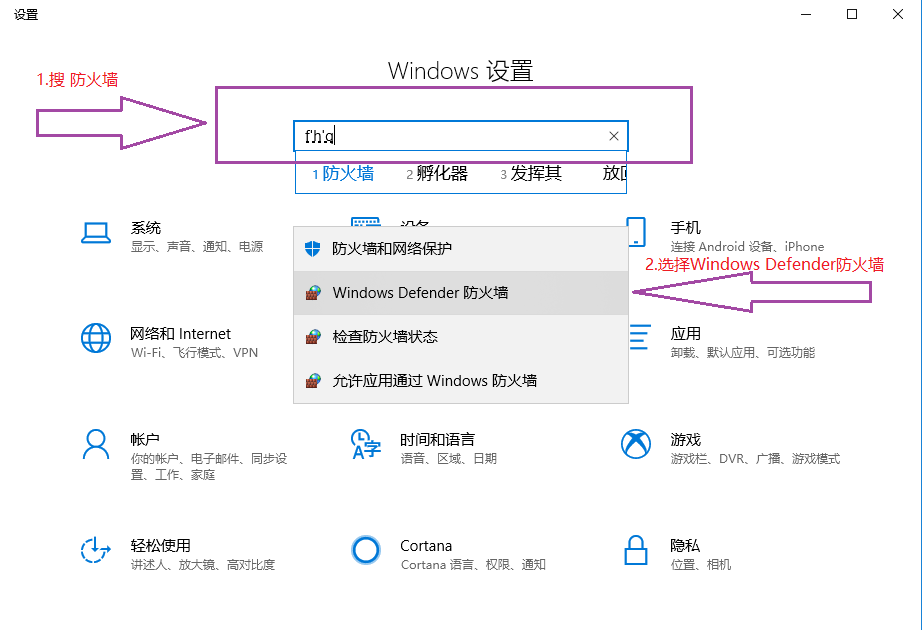 设置
Windows 设置
1.搜 防火墙
f'h'q
1 防火墙 2 孵化器 3 发挥其
系统
显示、声音、通知、电源
手机
连接 Android 设备、iPhone
2.选择Windows Defender防火墙
防火墙和网络保护
Windows Defender 防火墙
检查防火墙状态
允许应用通过 Windows 防火墙
网络和 Internet
Wi-Fi、飞行模式、VPN
应用
卸载、默认应用、可选功能
帐户
你的帐户、电子邮件、同步设
置、工作、家庭
时间和语言
语音、区域、日期
游戏
游戏栏、DVR、广播、游戏模式
轻松使用
讲述人、放大镜、高对比度
Cortana
Cortana 语言、权限、通知
隐私
位置、相机